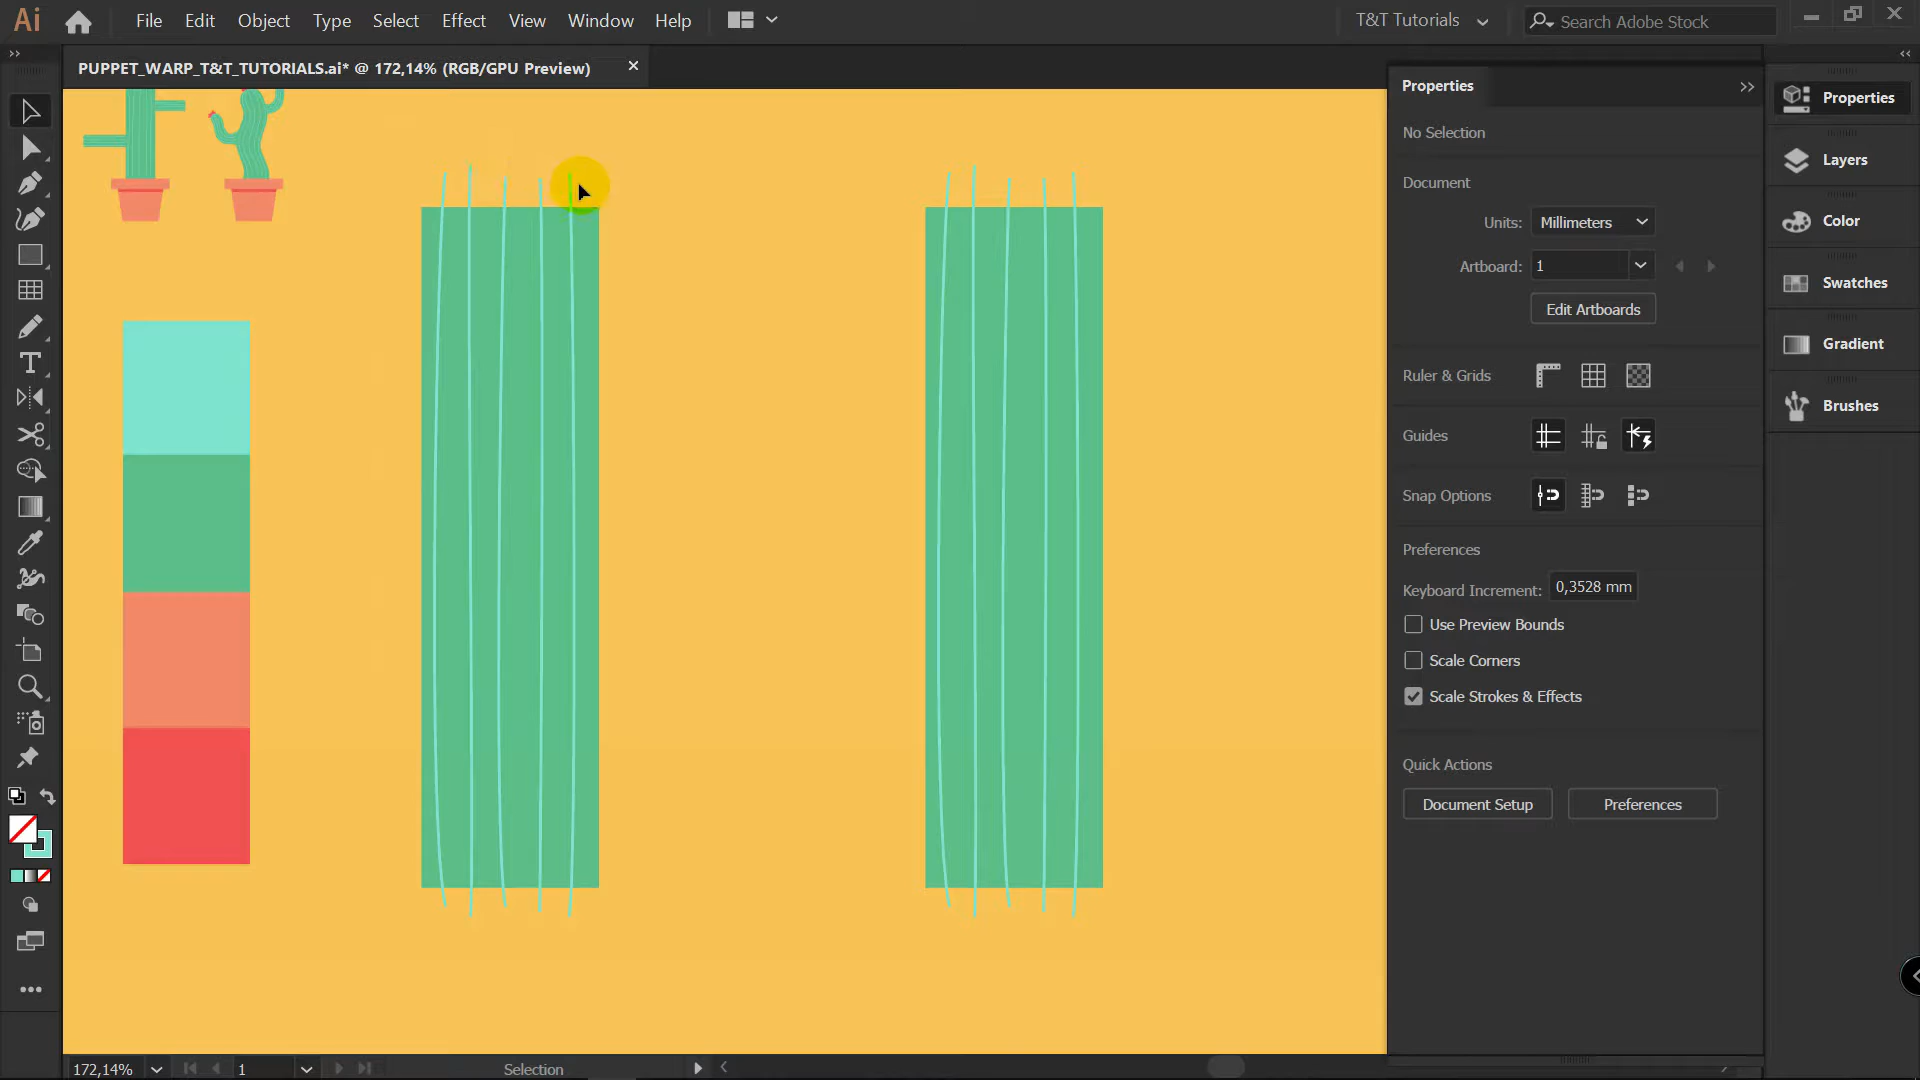 Ai File Edit Object Type Select Effect View Window Help T&T Tutorials Search Adobe Stock
PUPPET_WARP_T&T_TUTORIALS.ai* @ 172,14% (RGB/GPU Preview)
Properties
No Selection
Document
Units: Millimeters
Artboard: 1
Edit Artboards
Ruler & Grids
Guides
Snap Options
Preferences
Keyboard Increment: 0,3528 mm
Use Preview Bounds
Scale Corners
Scale Strokes & Effects
Quick Actions
Document Setup Preferences
Properties
Layers
Color
Swatches
Gradient
Brushes
172,14% 1 Selection